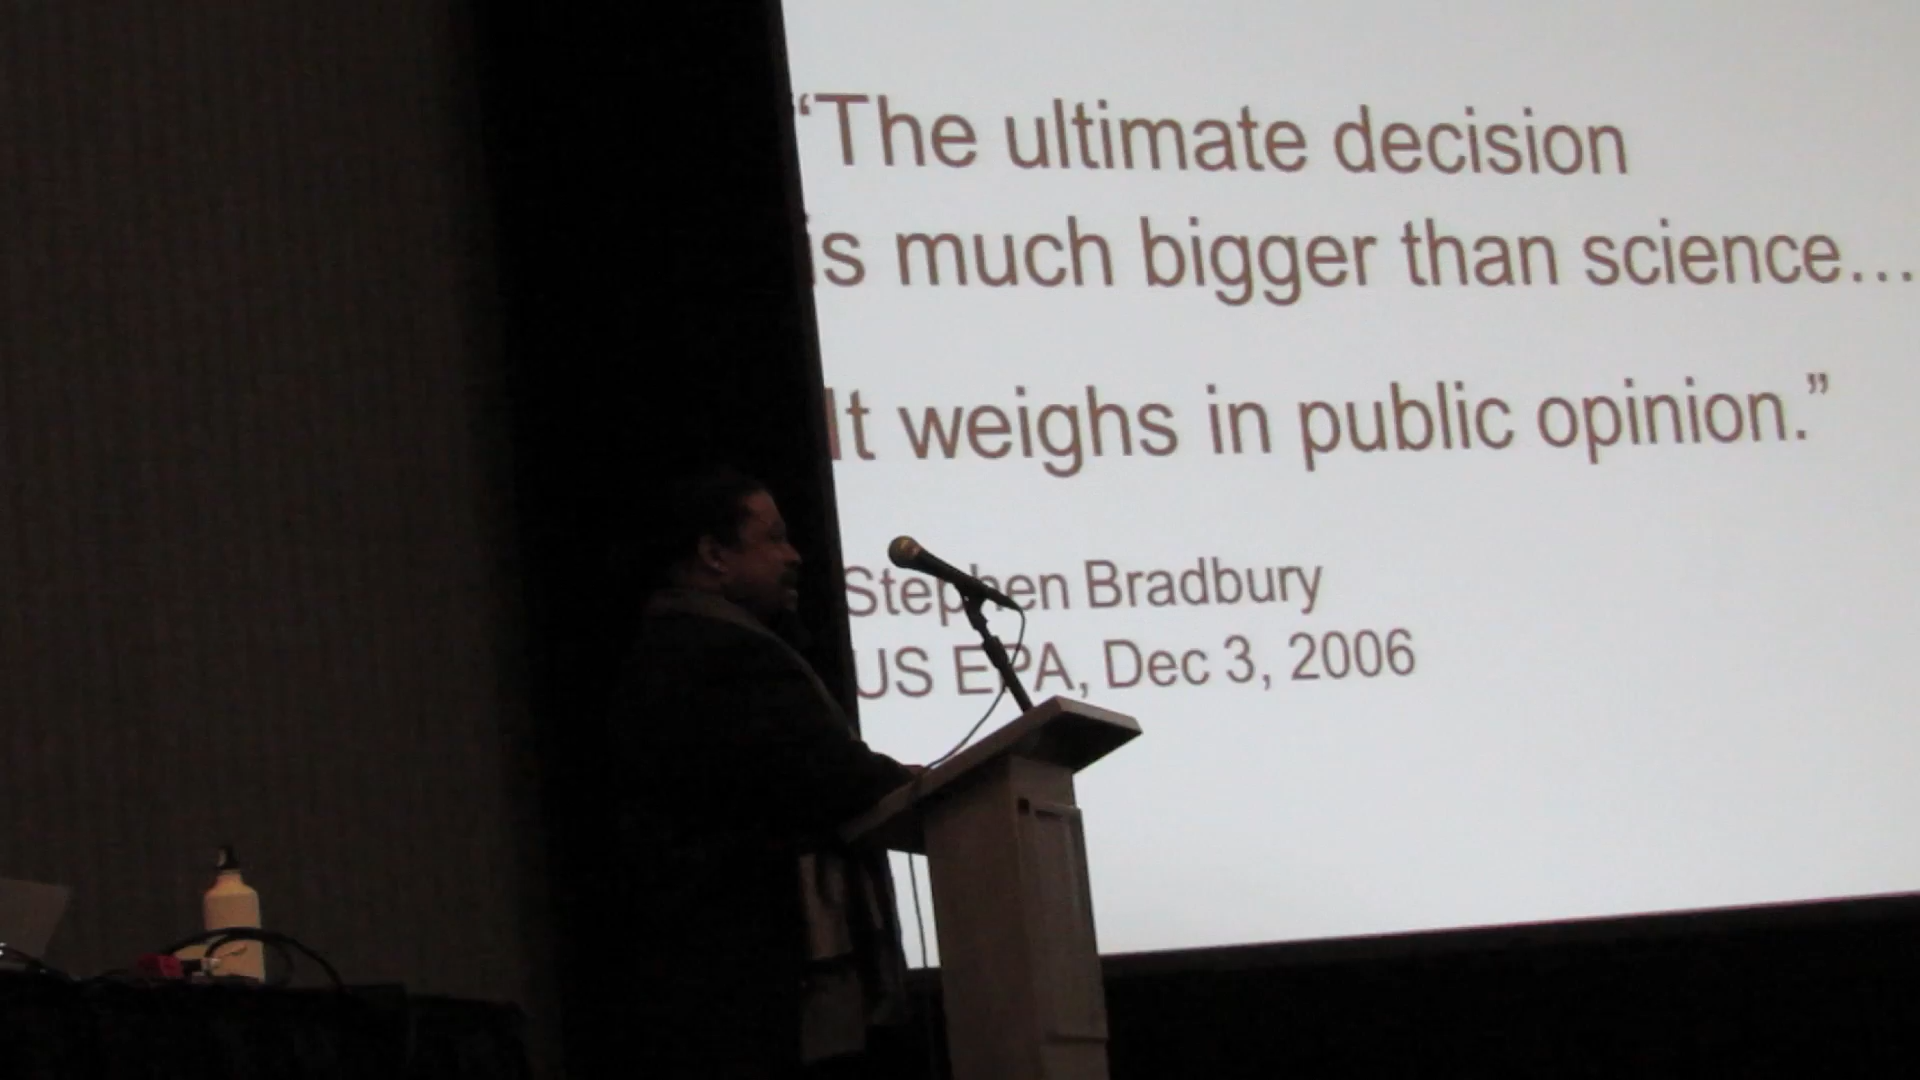 “The ultimate decision
is much bigger than science...
It weighs in public opinion.”
Stephen Bradbury
US EPA, Dec 3, 2006